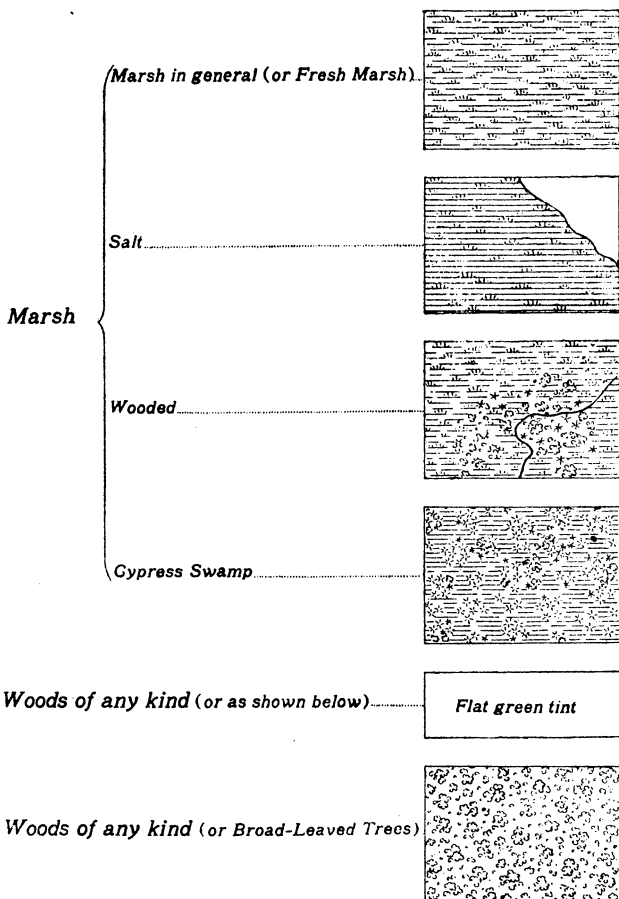 Marsh in general (or Fresh Marsh)
Salt
Marsh
Wooded
Cypress Swamp
Woods of any kind (or as shown below)
Flat green tint
Woods of any kind (or Broad-Leaved Trees)